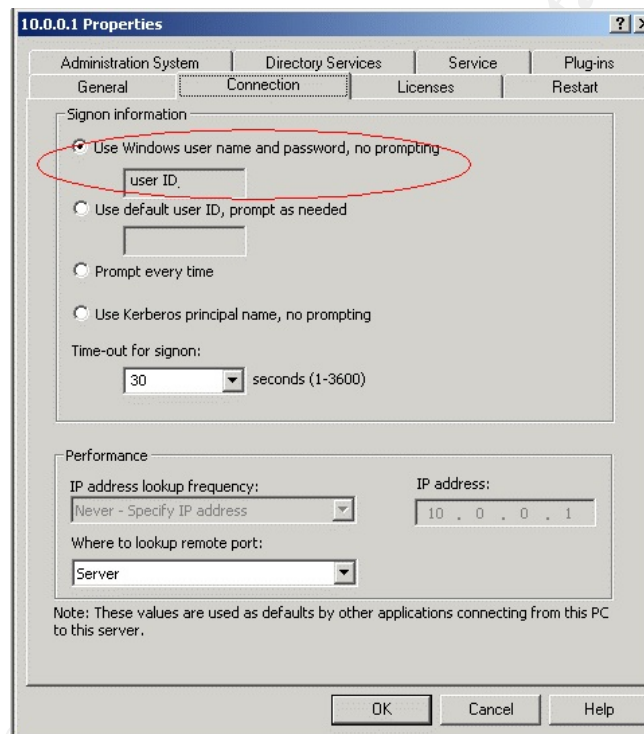 10.0.0.1 Properties
Administration System
Directory Services
Service
Plug-ins
General
Connection
Licenses
Restart
Signon information
Use Windows user name and password, no prompting
user ID.
Use default user ID, prompt as needed
Prompt every time
Use Kerberos principal name, no prompting
Time-out for signon:
30 seconds (1-3600)
Performance
IP address lookup frequency:
Never - Specify IP address
IP address:
10 . 0 . 0 . 1
Where to lookup remote port:
Server
Note: These values are used as defaults by other applications connecting from this PC
to this server.
OK
Cancel
Help